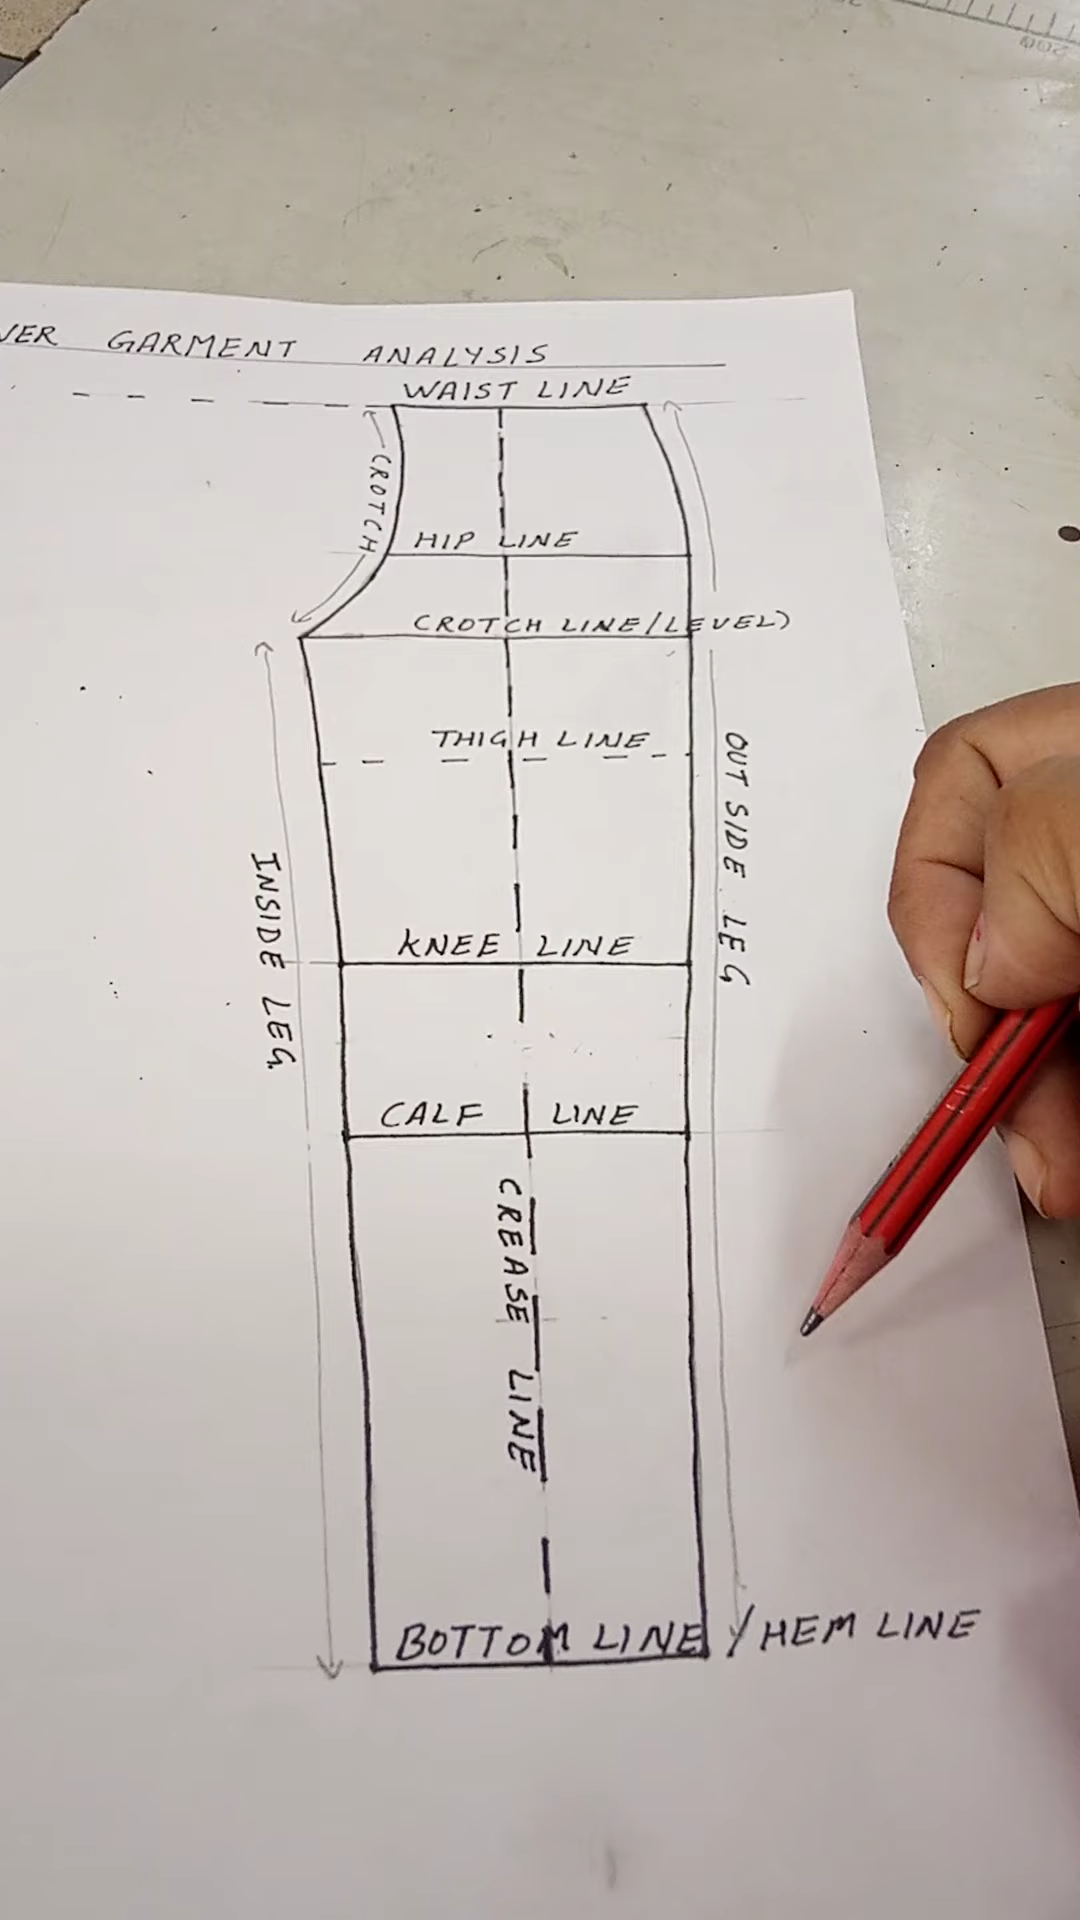 GARMENT ANALYSIS
WAIST LINE
CROTCH
HIP LINE
CROTCH LINE/LEVEL)
THIGH LINE
OUT SIDE LEG
INSIDE LEG.
KNEE LINE
CALF LINE
CREASE LINE
BOTTOM LINE / HEM LINE